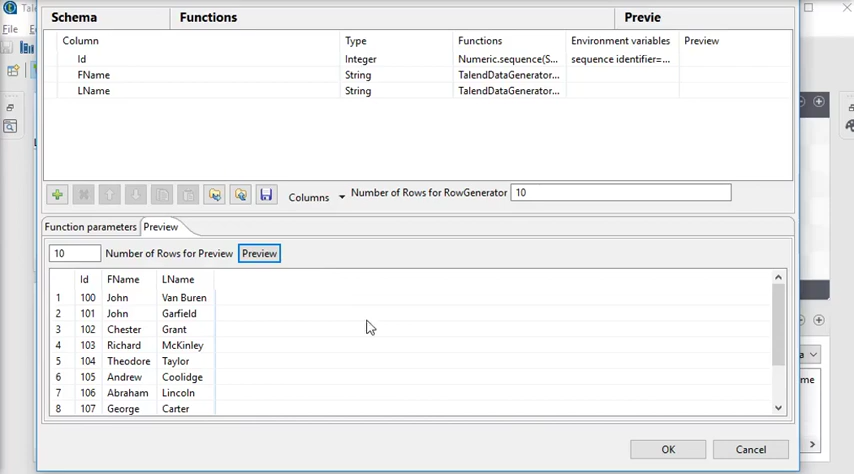 Tale
File
Schema Functions Previe
Column Type Functions Environment variables Preview
Id Integer Numeric.sequence(S... sequence identifier=...
FName String TalendDataGenerator...
LName String TalendDataGenerator...
Columns Number of Rows for RowGenerator 10
Function parameters Preview
10 Number of Rows for Preview Preview
Id FName LName
1 100 John Van Buren
2 101 John Garfield
3 102 Chester Grant
4 103 Richard McKinley
5 104 Theodore Taylor
6 105 Andrew Coolidge
7 106 Abraham Lincoln
8 107 George Carter
a
me
OK Cancel